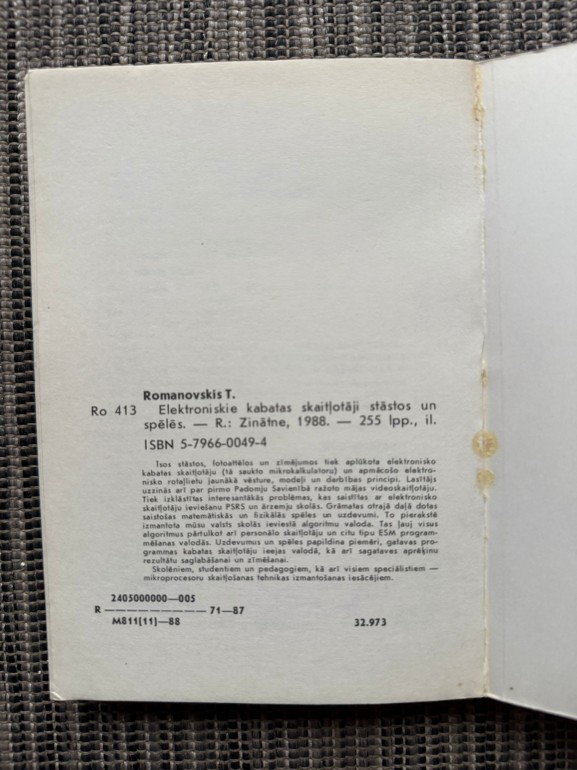 Romanovskis T.
Ro 413 Elektroniskie kabatas skaitļotāji stāstos un
spēlēs. — R.: Zinātne, 1988. — 255 lpp., il.
ISBN 5-7966-0049-4
Īsos stāstos, fotoattēlos un zīmējumos tiek aplūkota elektronisko
kabatas skaitļotāju (tā saukto mikrokalkulatoru) un apmācošo elektro-
nisko rotaļlietu jaunākā vēsture, modeļi un darbības principi. Lasītājs
uzzinās arī par pirmo Padomju Savienībā ražoto mājas videoskaitļotāju.
Tiek izklāstītas interesantākās problēmas, kas saistītas ar elektronisko
skaitļotāju ieviešanu PSRS un ārzemju skolās. Grāmatas otrajā daļā dotas
saistošas matemātiskās un fizikālās spēles un uzdevumi. To pierakstē
izmantota mūsu valsts skolās ieviestā algoritmu valoda. Tas ļauj visus
algoritmus pārtulkot arī personālo skaitļotāju un citu tipu ESM program-
mēšanas valodās. Uzdevumus un spēles papildina piemēri, gatavas pro-
grammas kabatas skaitļotāju ieejas valodā, kā arī sagataves aprēķinu
rezultātu saglabāšanai un zīmēšanai.
Skolēniem, studentiem un pedagogiem, kā arī visiem speciālistiem —
mikroprocesoru skaitļošanas tehnikas izmantošanas iesācējiem.
2405000000—005
R —————————— 71—87
M811(11)—88 32.973